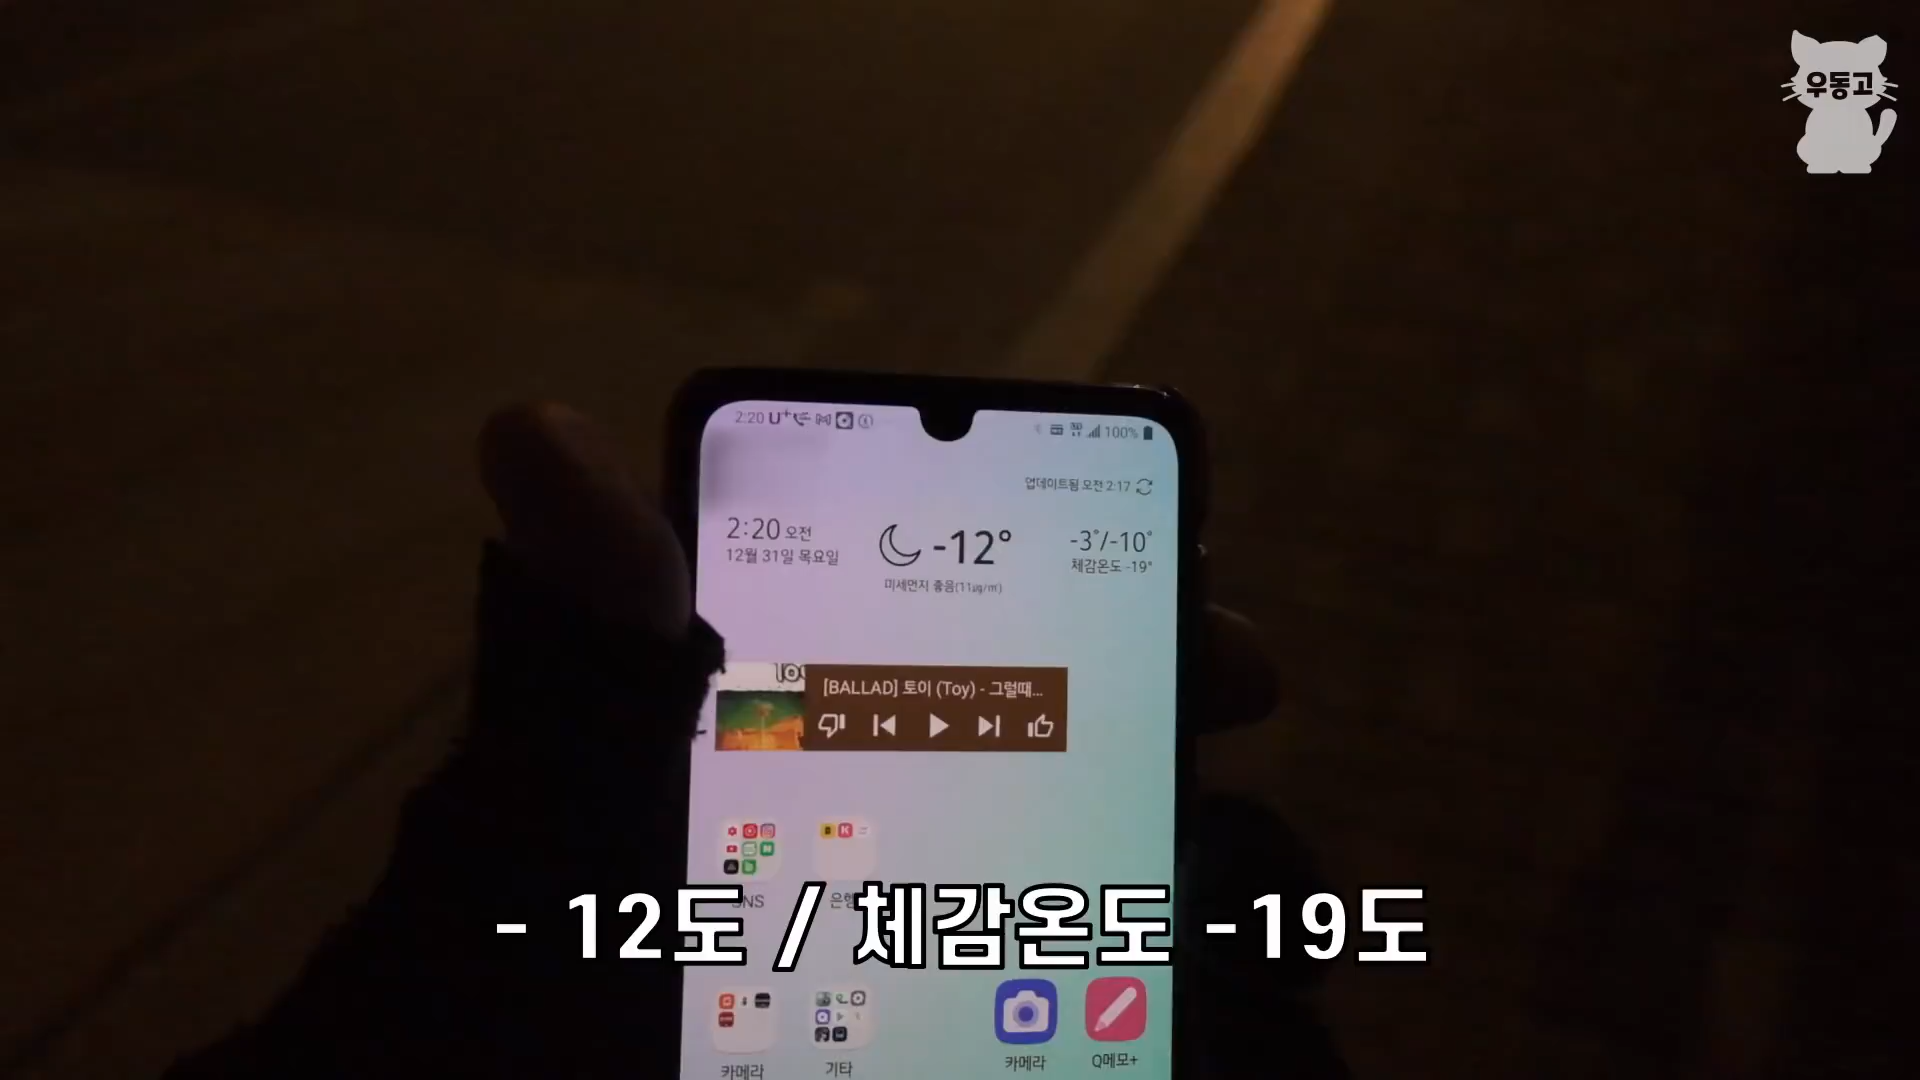 우동고
2:20 U+ 100%
업데이트됨 오전 2:17
2:20 오전
12월 31일 목요일
-12°
미세먼지 좋음(11㎍/㎥)
-3°/-10°
체감온도 -19°
[BALLAD] 토이 (Toy) - 그럴때...
SNS
은행
- 12도 / 체감온도 -19도
카메라
기타
카메라
Q메모+